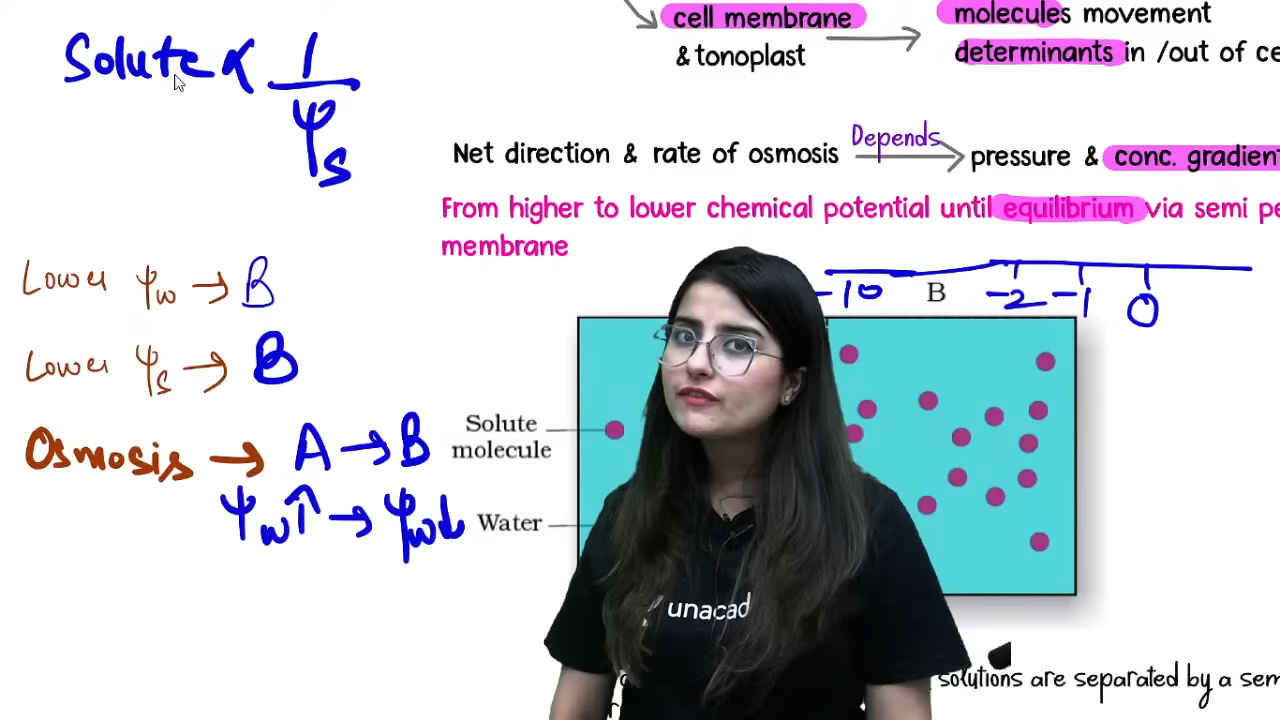 cell membrane
& tonoplast
molecules movement
determinants in /out of ce
Solute ∝ 1
ψs
Net direction & rate of osmosis Depends pressure & conc. gradient
From higher to lower chemical potential until equilibrium via semi pe
membrane
Lower ψw → B
Lower ψs → B
Osmosis → A → B
ψw↑ → ψw↓
-10 B -2 -1 0
Solute
molecule
Water
unacad
solutions are separated by a sem